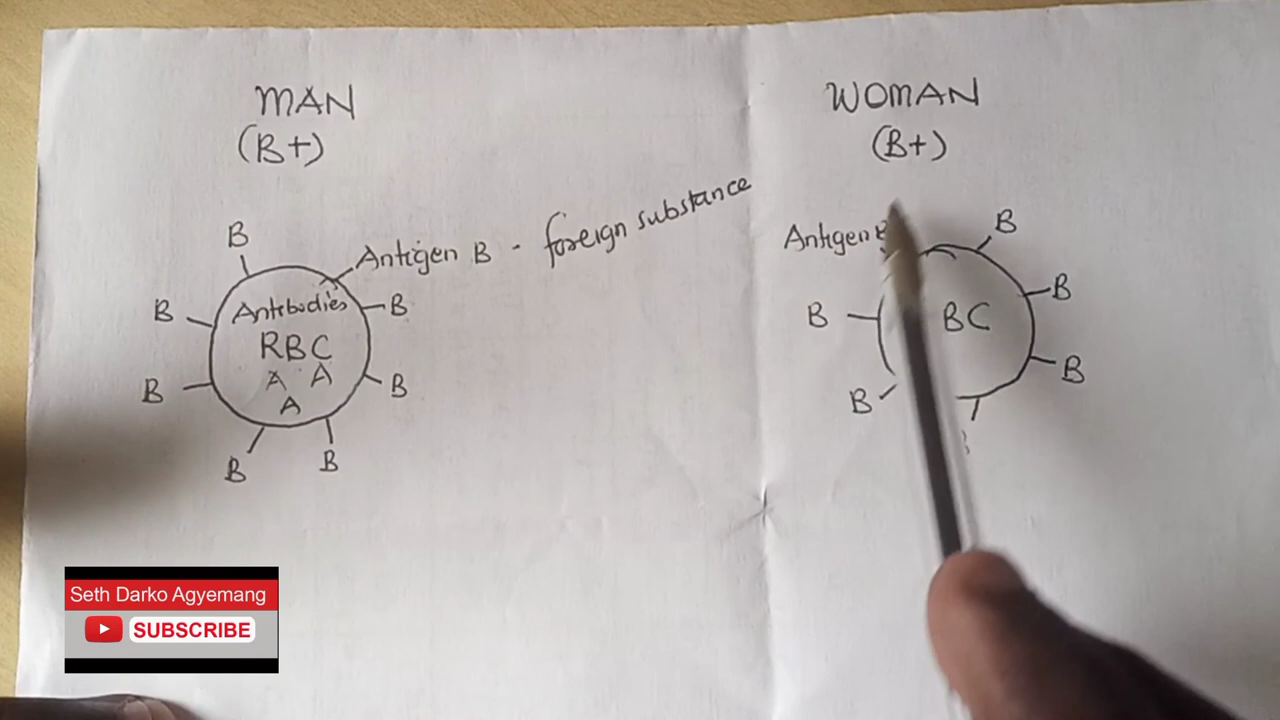 MAN
(B+)
B
Antigen B - foreign substance
B
Antibodies
B
RBC
B
A A
B
A
B
B
WOMAN
(B+)
Antigen
B
B
B
BC
B
B
Seth Darko Agyemang
SUBSCRIBE